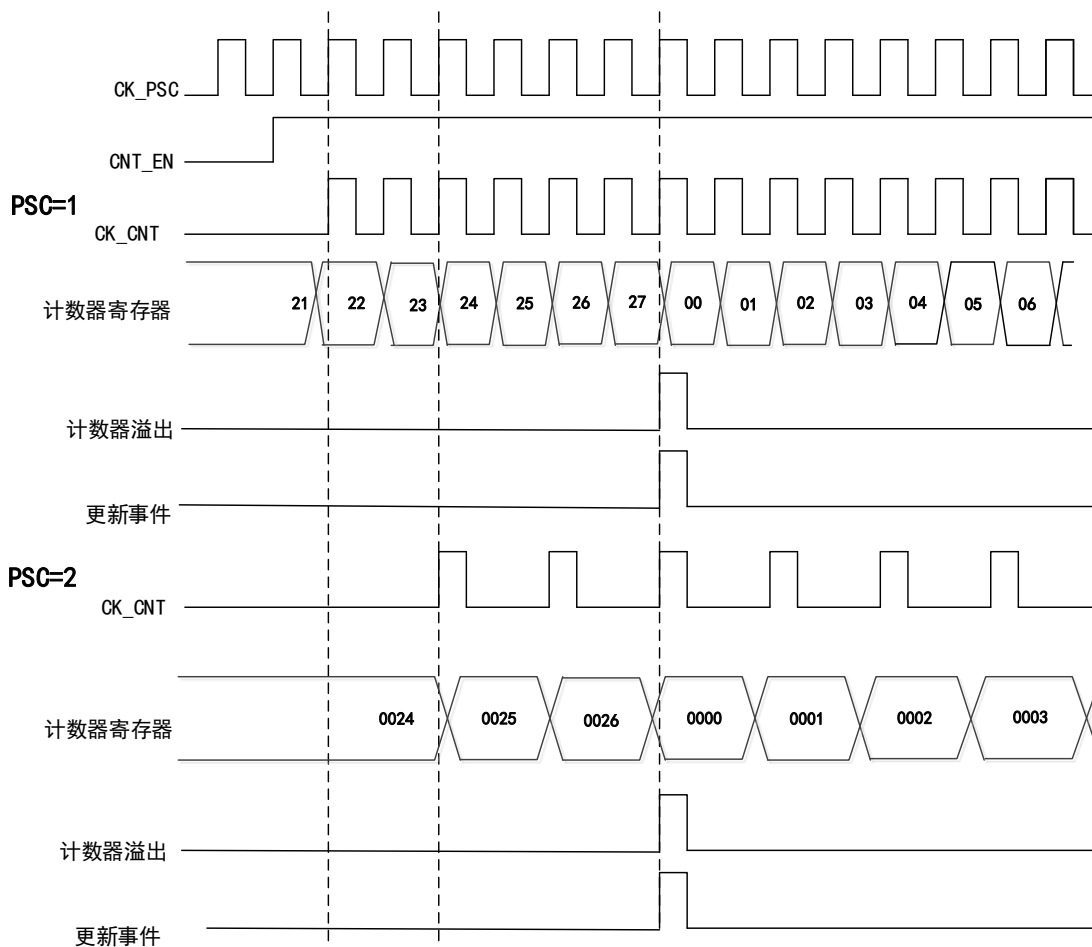 CK_PSC
CNT_EN
PSC=1
CK_CNT
计数器寄存器 21 22 23 24 25 26 27 00 01 02 03 04 05 06
计数器溢出
更新事件
PSC=2
CK_CNT
计数器寄存器 0024 0025 0026 0000 0001 0002 0003
计数器溢出
更新事件